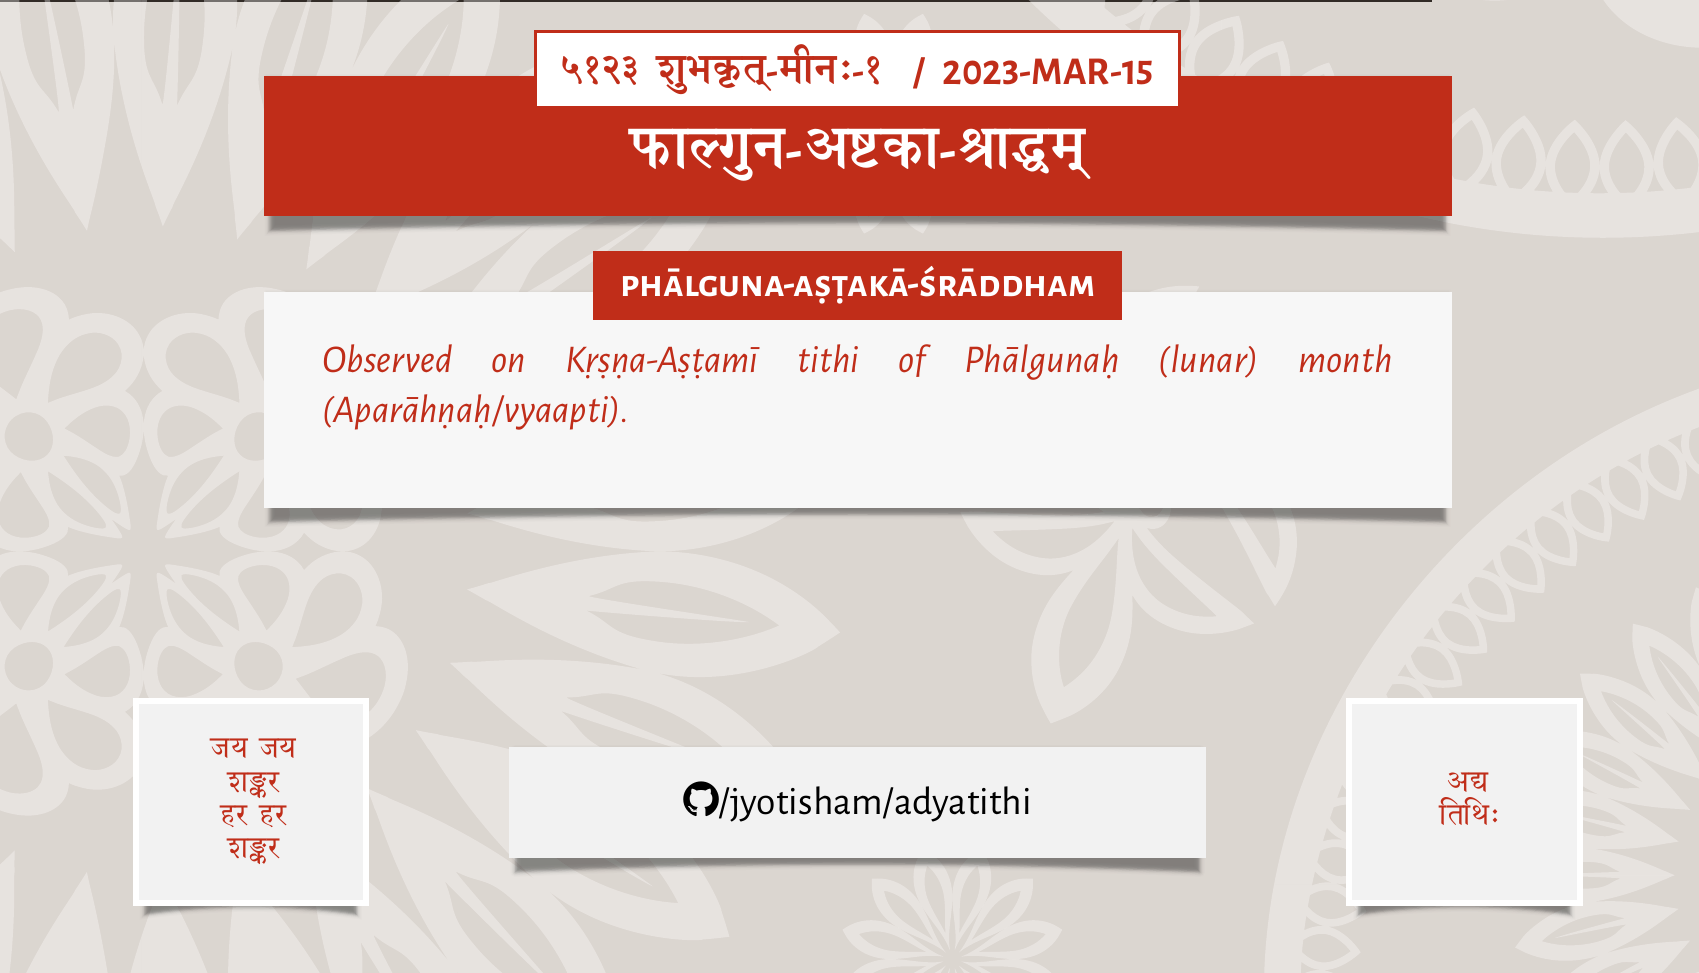 ५१२३ शुभकृत्-मीनः-१ / 2023-MAR-15
फाल्गुन-अष्टका-श्राद्धम्
PHĀLGUNA-AṢṬAKĀ-ŚRĀDDHAM
Observed on Kṛṣṇa-Aṣṭamī tithi of Phālgunaḥ (lunar) month
(Aparāhṇaḥ/vyaapti).
जय जय
शङ्कर
हर हर
शङ्कर
/jyotisham/adyatithi
अद्य
तिथिः